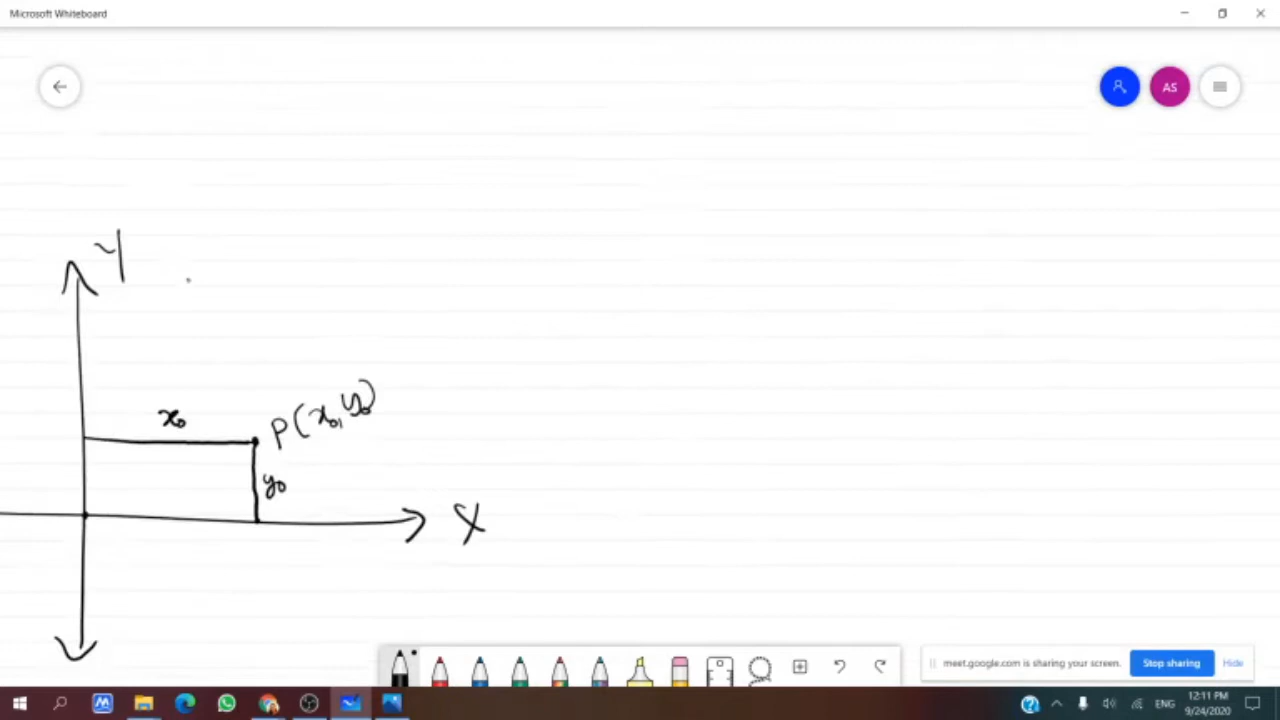 Microsoft Whiteboard
AS
Y
x₀
P(x₀, y₀)
y₀
X
meet.google.com is sharing your screen.
Stop sharing
Hide
ENG
12:11 PM
9/24/2020